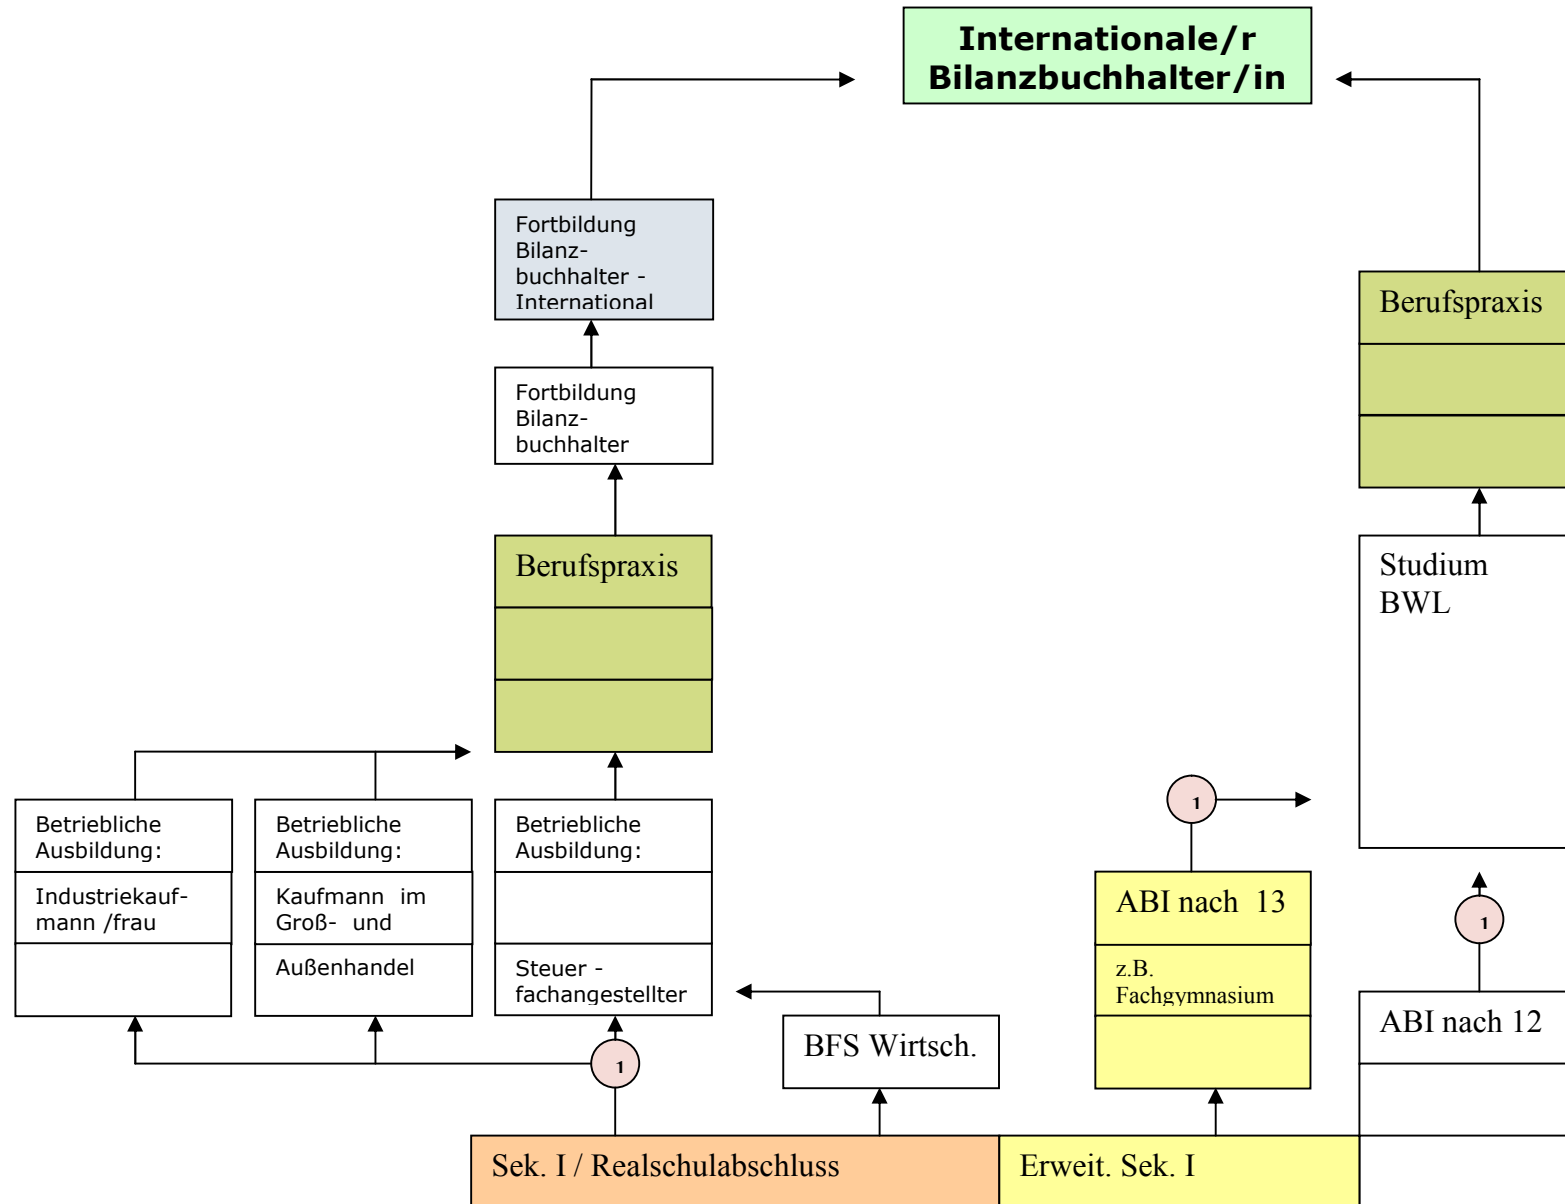 Internationale/r
Bilanzbuchhalter/in
Fortbildung
Bilanz-
buchhalter -
International
Berufspraxis
Fortbildung
Bilanz-
buchhalter
Berufspraxis
Studium
BWL
1
Betriebliche
Ausbildung:
Industriekauf-
mann /frau
Betriebliche
Ausbildung:
Kaufmann im
Groß- und
Außenhandel
Betriebliche
Ausbildung:
Steuer -
fachangestellter
ABI nach 13
z.B.
Fachgymnasium
1
ABI nach 12
1
BFS Wirtsch.
Sek. I / Realschulabschluss
Erweit. Sek. I